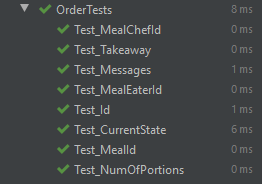 OrderTests 8 ms
Test_MealChefId 0 ms
Test_Takeaway 0 ms
Test_Messages 1 ms
Test_MealEaterId 0 ms
Test_Id 1 ms
Test_CurrentState 6 ms
Test_MealId 0 ms
Test_NumOfPortions 0 ms